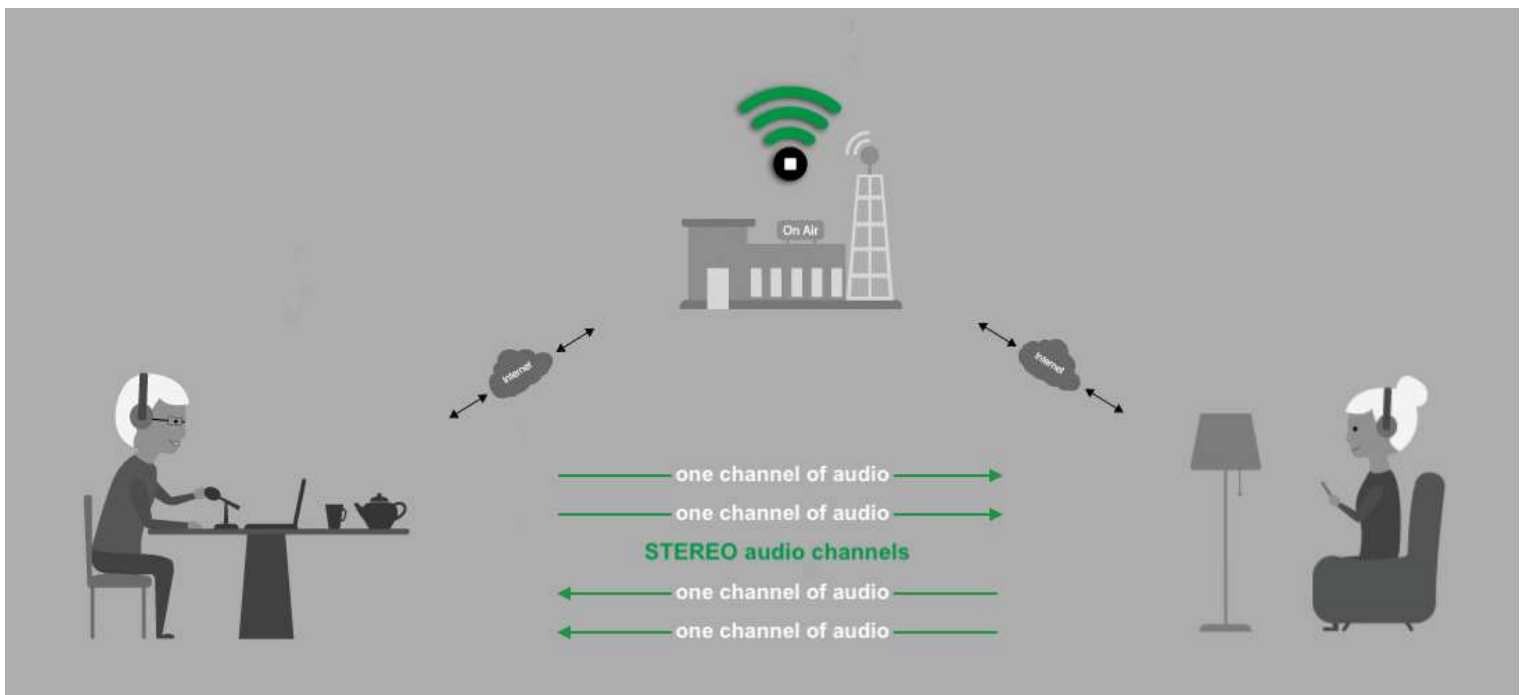 On Air
Internet
Internet
one channel of audio
one channel of audio
STEREO audio channels
one channel of audio
one channel of audio